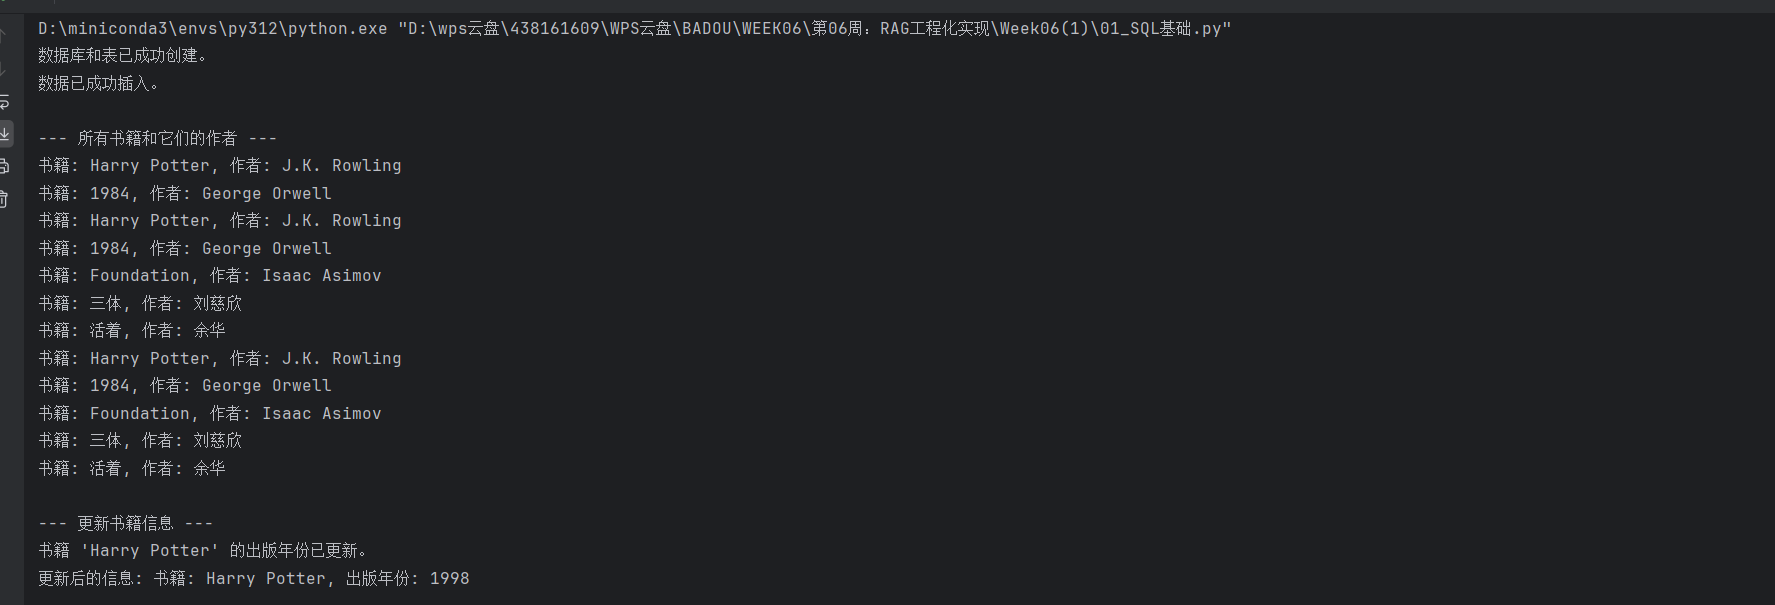 D:\miniconda3\envs\py312\python.exe "D:\wps云盘\438161609\WPS云盘\BADOU\WEEK06\第06周：RAG工程化实现\Week06(1)\01_SQL基础.py"
数据库和表已成功创建。
数据已成功插入。
--- 所有书籍和它们的作者 ---
书籍: Harry Potter, 作者: J.K. Rowling
书籍: 1984, 作者: George Orwell
书籍: Harry Potter, 作者: J.K. Rowling
书籍: 1984, 作者: George Orwell
书籍: Foundation, 作者: Isaac Asimov
书籍: 三体, 作者: 刘慈欣
书籍: 活着, 作者: 余华
书籍: Harry Potter, 作者: J.K. Rowling
书籍: 1984, 作者: George Orwell
书籍: Foundation, 作者: Isaac Asimov
书籍: 三体, 作者: 刘慈欣
书籍: 活着, 作者: 余华
--- 更新书籍信息 ---
书籍 'Harry Potter' 的出版年份已更新。
更新后的信息: 书籍: Harry Potter, 出版年份: 1998